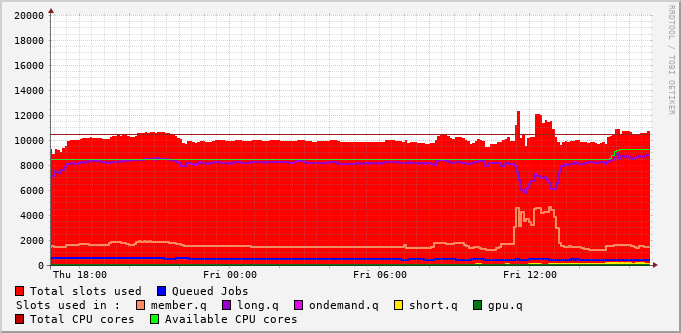 20000
18000
16000
14000
12000
10000
8000
6000
4000
2000
0
Thu 18:00 Fri 00:00 Fri 06:00 Fri 12:00
RRDTOOL / TOBI OETIKER
Total slots used Queued Jobs
Slots used in : member.q long.q ondemand.q short.q gpu.q
Total CPU cores Available CPU cores